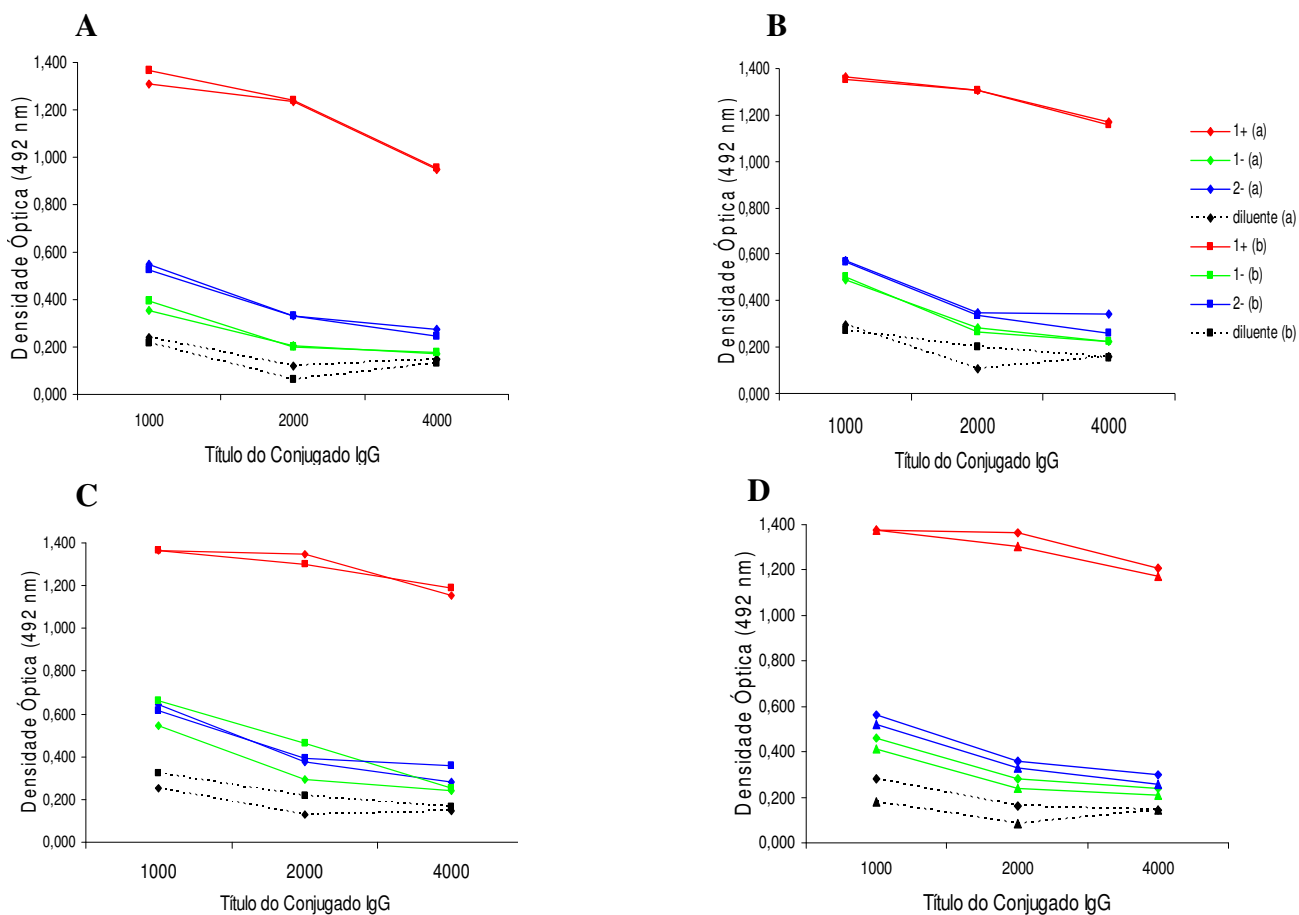 A
Densidade Óptica (492 nm)
1,400
1,200
1,000
0,800
0,600
0,400
0,200
0,000
1000 2000 4000
Título do Conjugado IgG
B
Densidade Óptica (492 nm)
1,400
1,200
1,000
0,800
0,600
0,400
0,200
0,000
1000 2000 4000
Título do Conjugado IgG
1+ (a)
1- (a)
2- (a)
diluente (a)
1+ (b)
1- (b)
2- (b)
diluente (b)
C
Densidade Óptica (492 nm)
1,400
1,200
1,000
0,800
0,600
0,400
0,200
0,000
1000 2000 4000
Título do Conjugado IgG
D
Densidade Óptica (492 nm)
1,400
1,200
1,000
0,800
0,600
0,400
0,200
0,000
1000 2000 4000
Título do Conjugado IgG